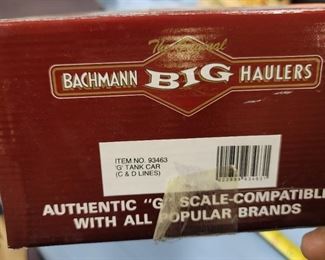 The Original
BACHMANN BIG HAULERS
ITEM NO. 93463
'G' TANK CAR
(C & D LINES)
AUTHENTIC "G" SCALE-COMPATIBLE
WITH ALL POPULAR BRANDS